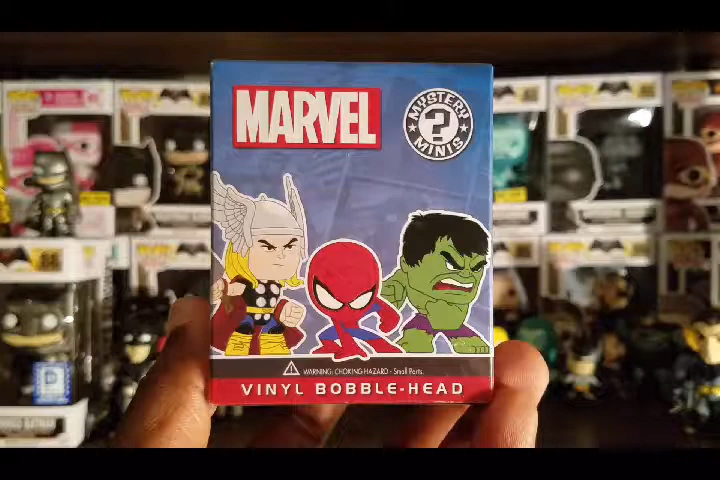 MARVEL
MYSTERY
?
MINIS
WARNING: CHOKING HAZARD - Small Parts.
VINYL BOBBLE-HEAD